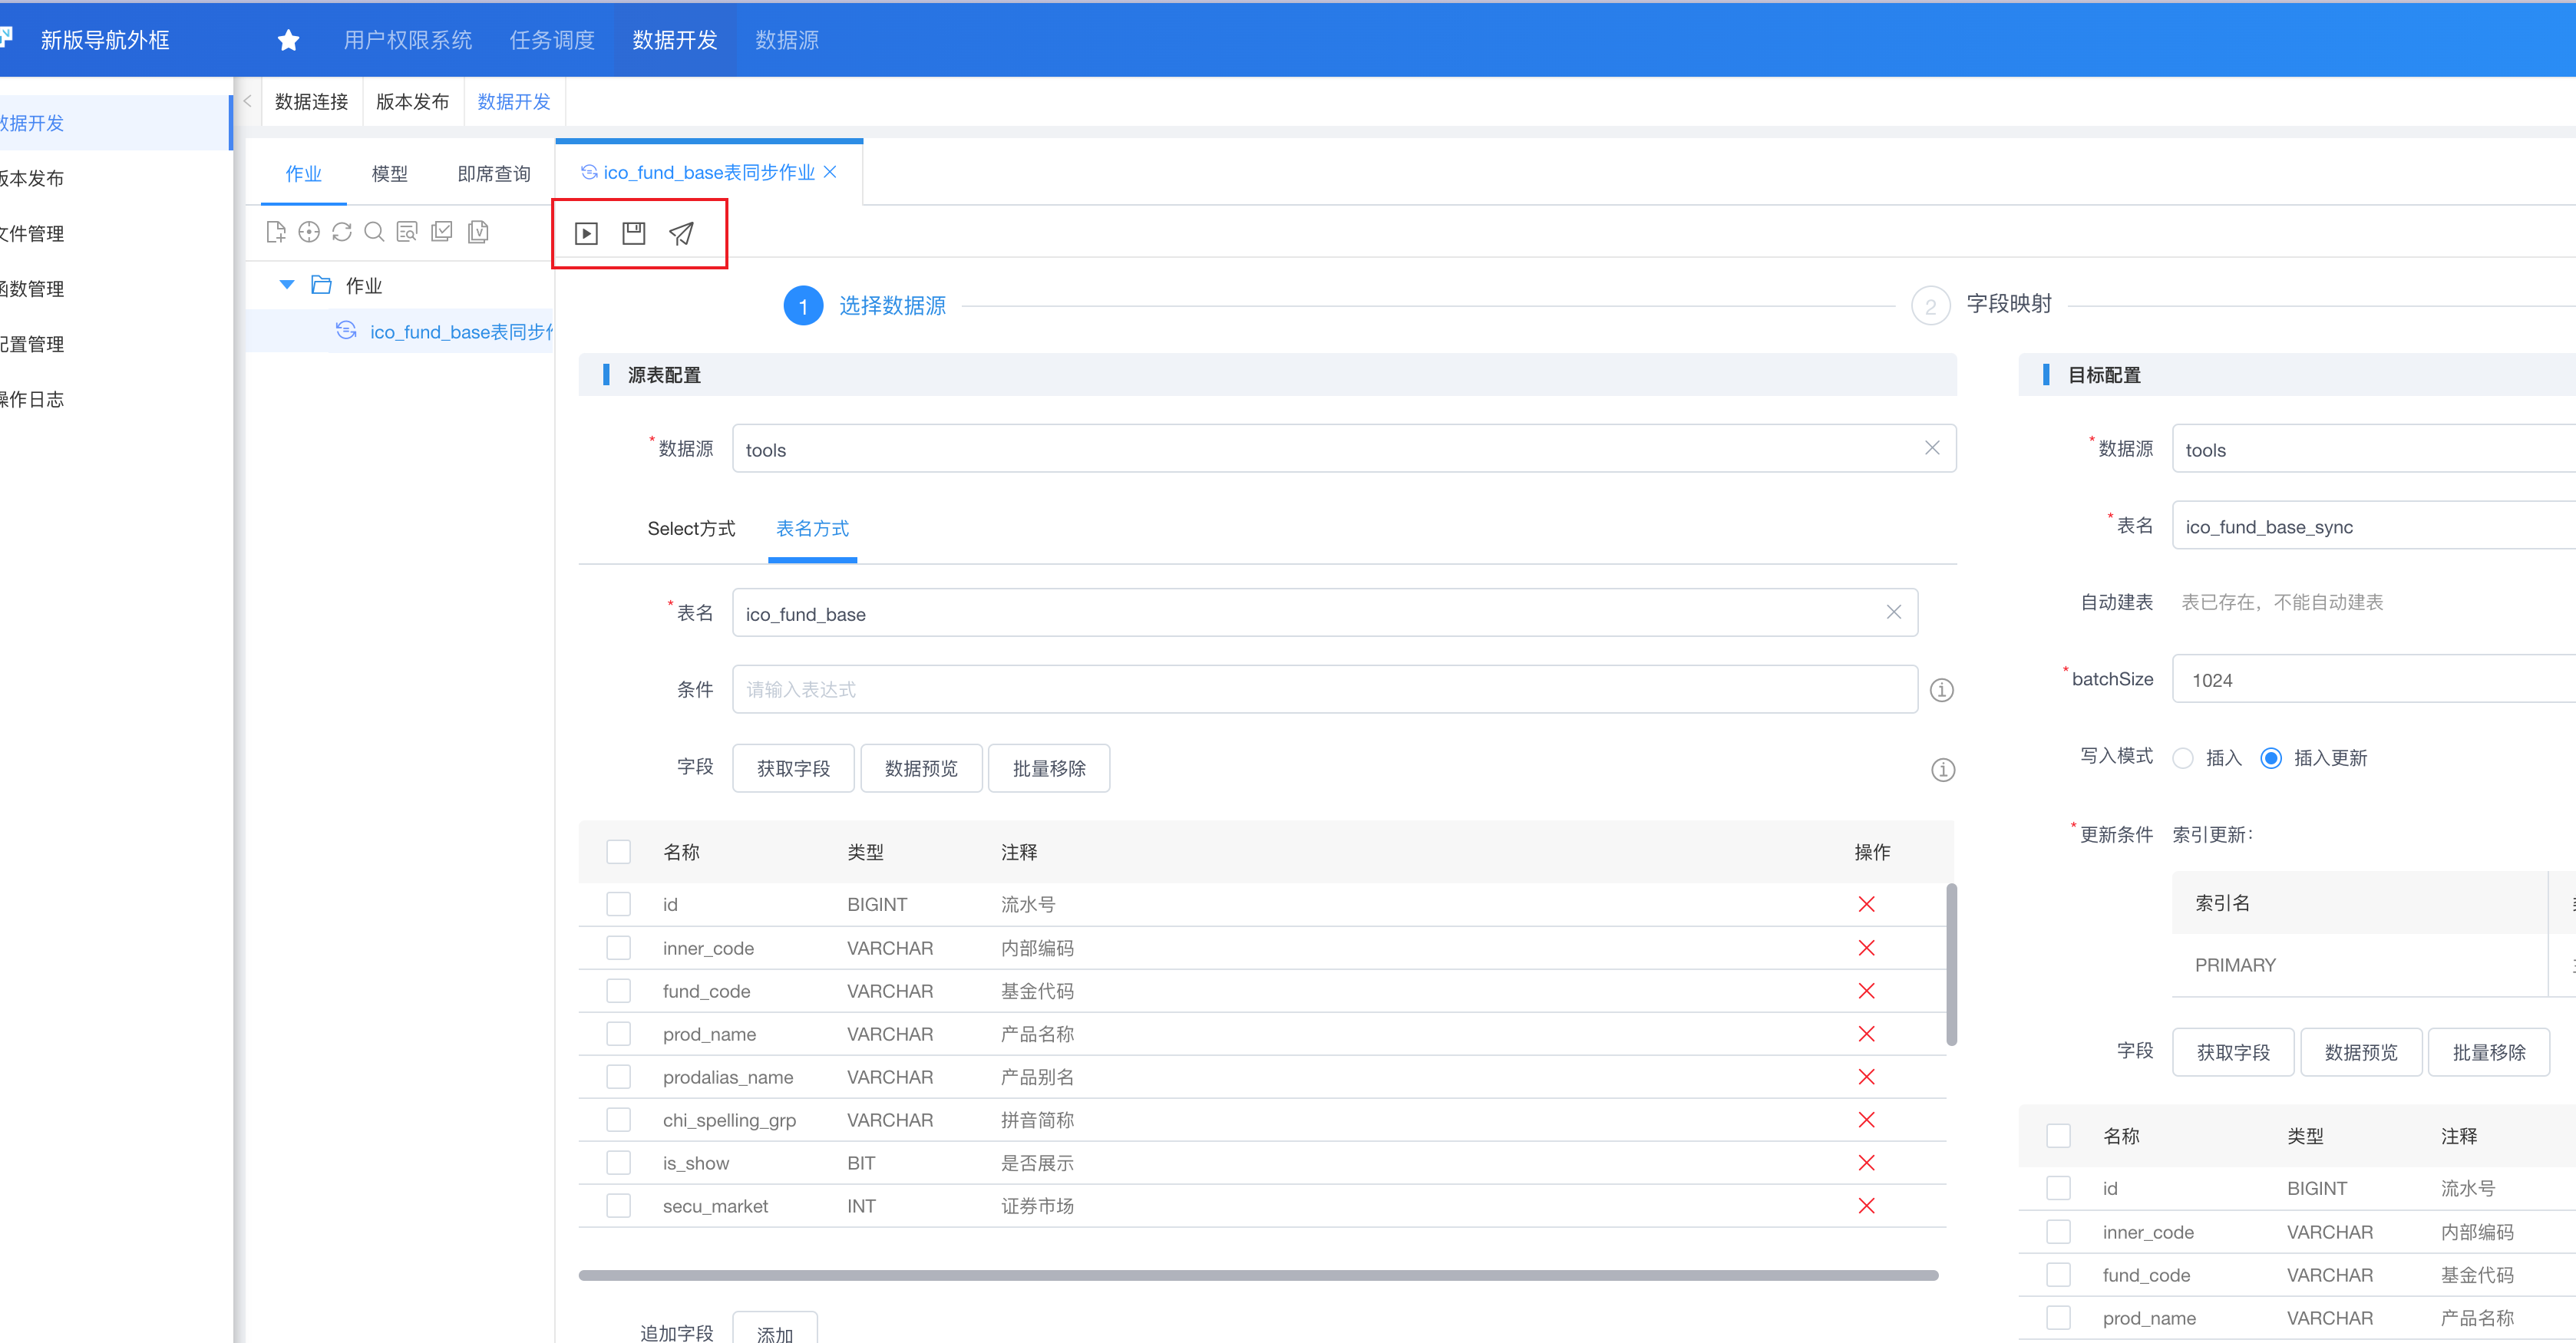 新版导航外框
用户权限系统 任务调度 数据开发 数据源
数据连接 版本发布 数据开发
数据开发
版本发布
文件管理
函数管理
配置管理
操作日志
作业 模型 即席查询
ico_fund_base表同步作业
作业
ico_fund_base表同步
1 选择数据源
2 字段映射
源表配置
*数据源 tools
Select方式 表名方式
*表名 ico_fund_base
条件 请输入表达式
字段 获取字段 数据预览 批量移除
名称 类型 注释 操作
id BIGINT 流水号
inner_code VARCHAR 内部编码
fund_code VARCHAR 基金代码
prod_name VARCHAR 产品名称
prodalias_name VARCHAR 产品别名
chi_spelling_grp VARCHAR 拼音简称
is_show BIT 是否展示
secu_market INT 证券市场
追加字段 添加
目标配置
*数据源 tools
*表名 ico_fund_base_sync
自动建表 表已存在，不能自动建表
*batchSize 1024
写入模式 插入 插入更新
*更新条件 索引更新：
索引名
PRIMARY
字段 获取字段 数据预览 批量移除
名称 类型 注释
id BIGINT 流水号
inner_code VARCHAR 内部编码
fund_code VARCHAR 基金代码
prod_name VARCHAR 产品名称